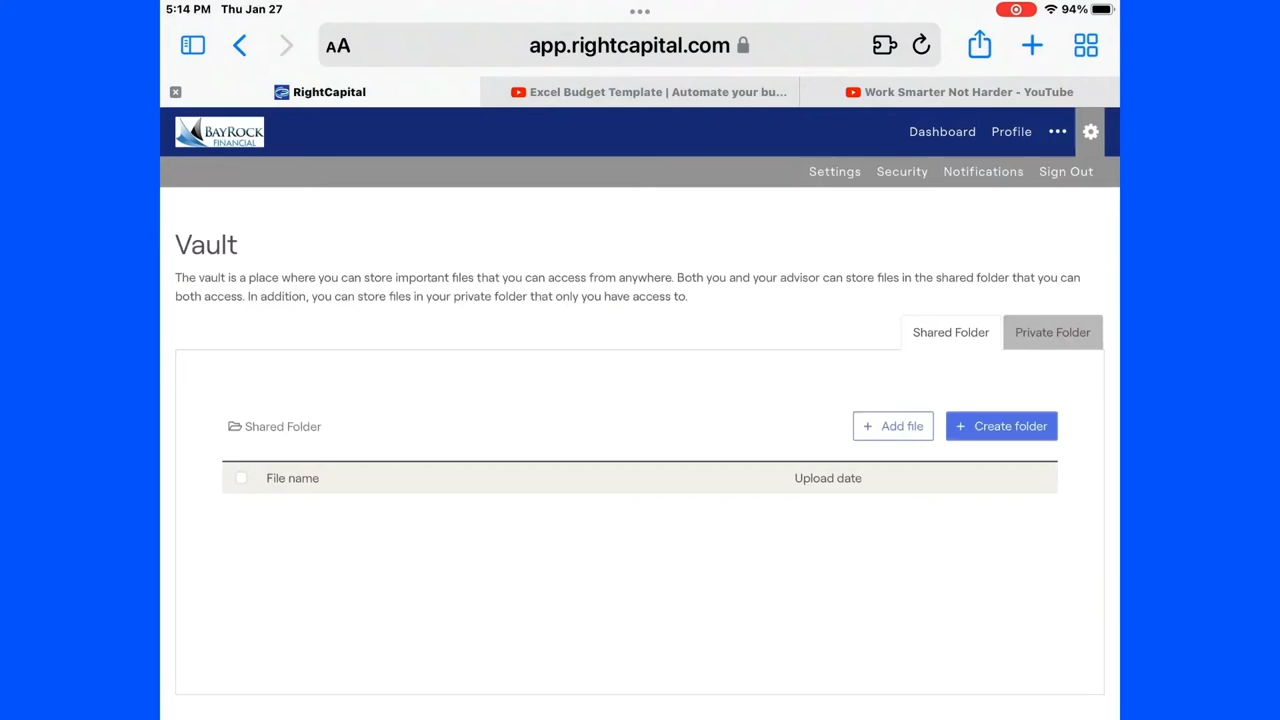 5:14 PM Thu Jan 27
94%
AA
app.rightcapital.com
RightCapital
Excel Budget Template | Automate your bu...
Work Smarter Not Harder - YouTube
BAYROCK
FINANCIAL
Dashboard
Profile
Settings
Security
Notifications
Sign Out
Vault
The vault is a place where you can store important files that you can access from anywhere. Both you and your advisor can store files in the shared folder that you can
both access. In addition, you can store files in your private folder that only you have access to.
Shared Folder
Private Folder
Shared Folder
+ Add file
+ Create folder
File name
Upload date